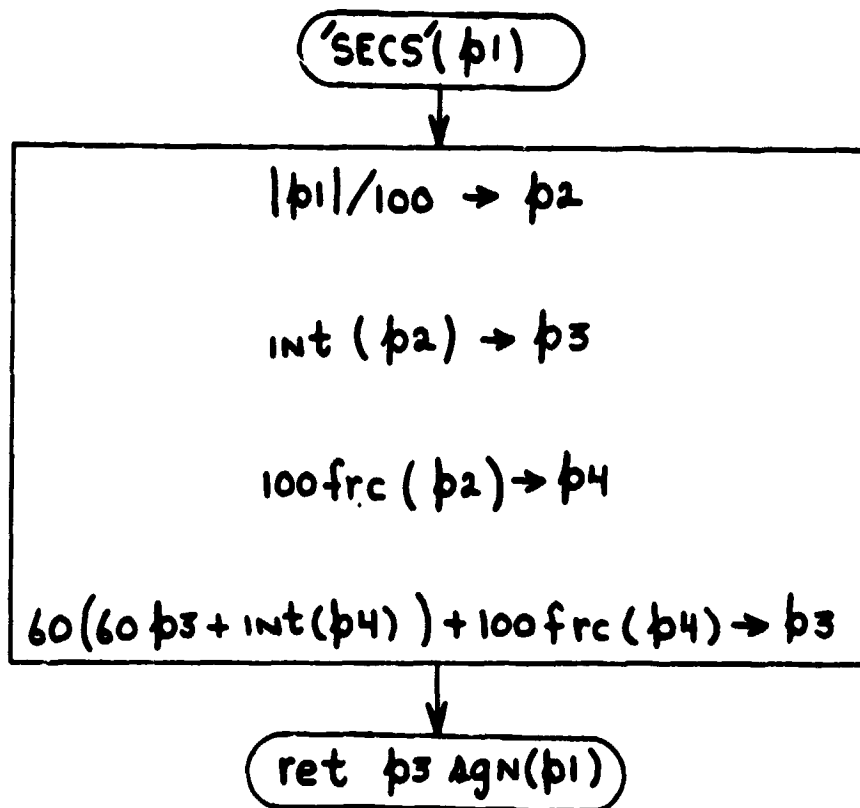 'SECS'(p1)
|p1|/100 → p2
INt (p2) → p3
100frc (p2) → p4
60(60 p3 + INt(p4)) + 100 frc (p4) → p3
ret p3 sgN(p1)